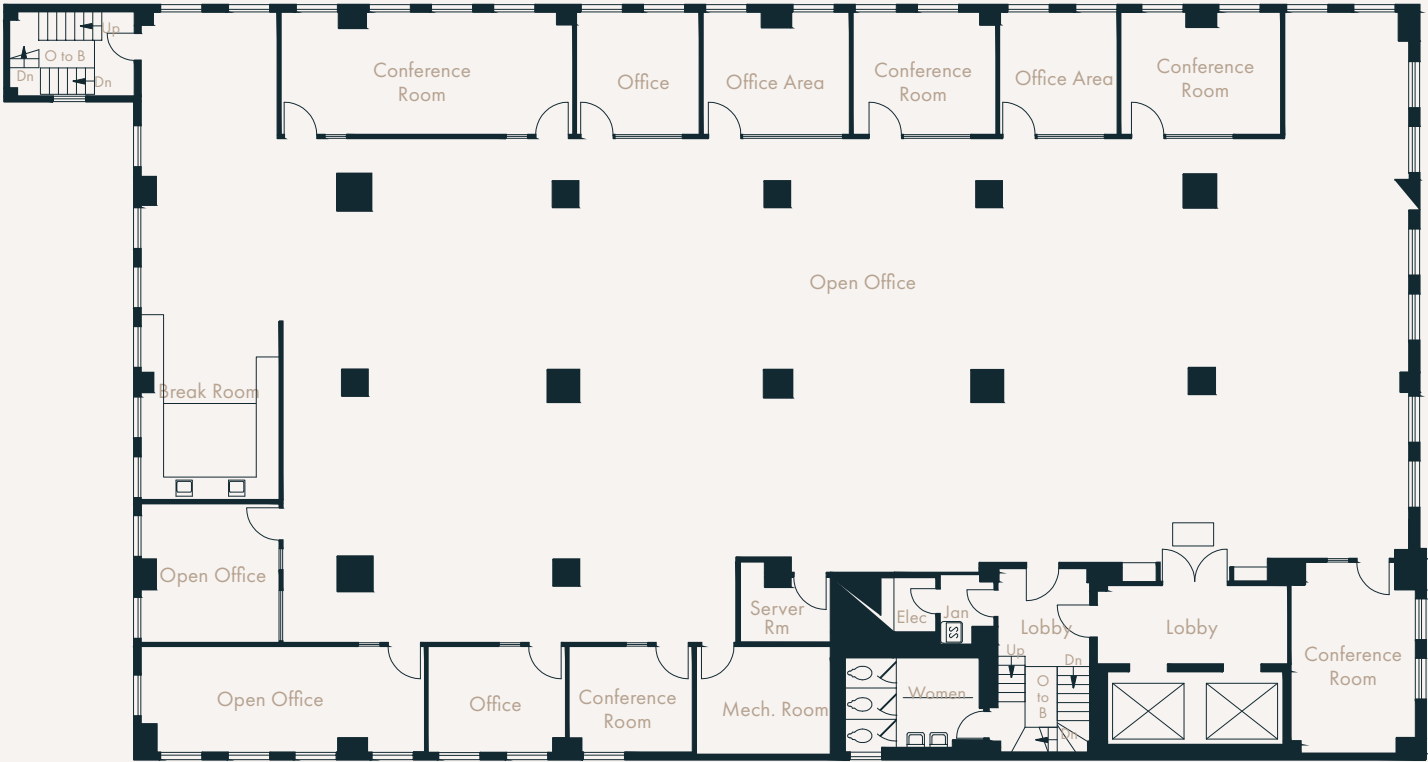 Up
O to B
Dn
Dn
Conference
Room
Office
Office Area
Conference
Room
Office Area
Conference
Room
Open Office
Break Room
Open Office
Server
Rm
Elec
Jan
Lobby
Lobby
Up
Dn
Conference
Room
O
to
B
Dn
Open Office
Office
Conference
Room
Mech. Room
Women